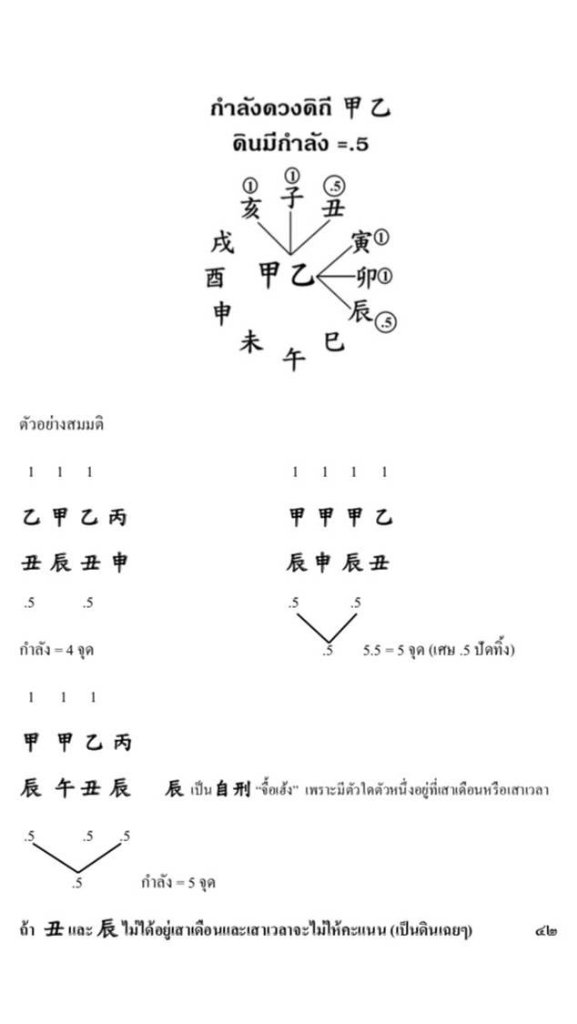 กำลังดวงดิถี 甲 乙
ดินมีกำลัง =.5
① ① .5
亥 子 丑
戌 寅 ①
酉 甲 乙 卯 ①
申 辰 .5
未 午 巳
ตัวอย่างสมมติ
1 1 1
乙 甲 乙 丙
丑 辰 丑 申
.5 .5
กำลัง = 4 จุด
1 1 1 1
甲 甲 甲 乙
辰 申 辰 丑
.5 .5
.5 5.5 = 5 จุด (เศษ .5 ปัดทิ้ง)
1 1 1
甲 甲 乙 丙
辰 午 丑 辰 辰 เป็น 自 刑 “จื้อเฮ้ง” เพราะมีตัวใดตัวหนึ่งอยู่ที่เสาเดือนหรือเสาเวลา
.5 .5 .5
.5 กำลัง = 5 จุด
ถ้า 丑 และ 辰 ไม่ได้อยู่เสาเดือนและเสาเวลาจะไม่ให้คะแนน (เป็นดินเฉยๆ) ๔๒